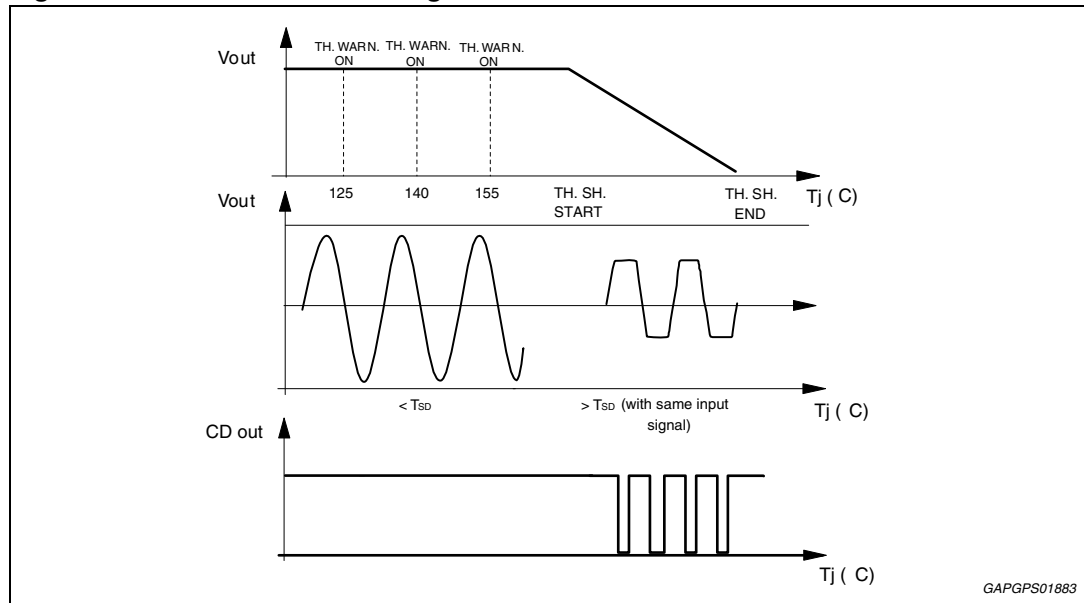 Vout
TH. WARN. ON
TH. WARN. ON
TH. WARN. ON
125
140
155
TH. SH. START
TH. SH. END
Tj ( C)
Vout
< TSD
> TSD (with same input signal)
Tj ( C)
CD out
Tj ( C)
GAPGPS01883